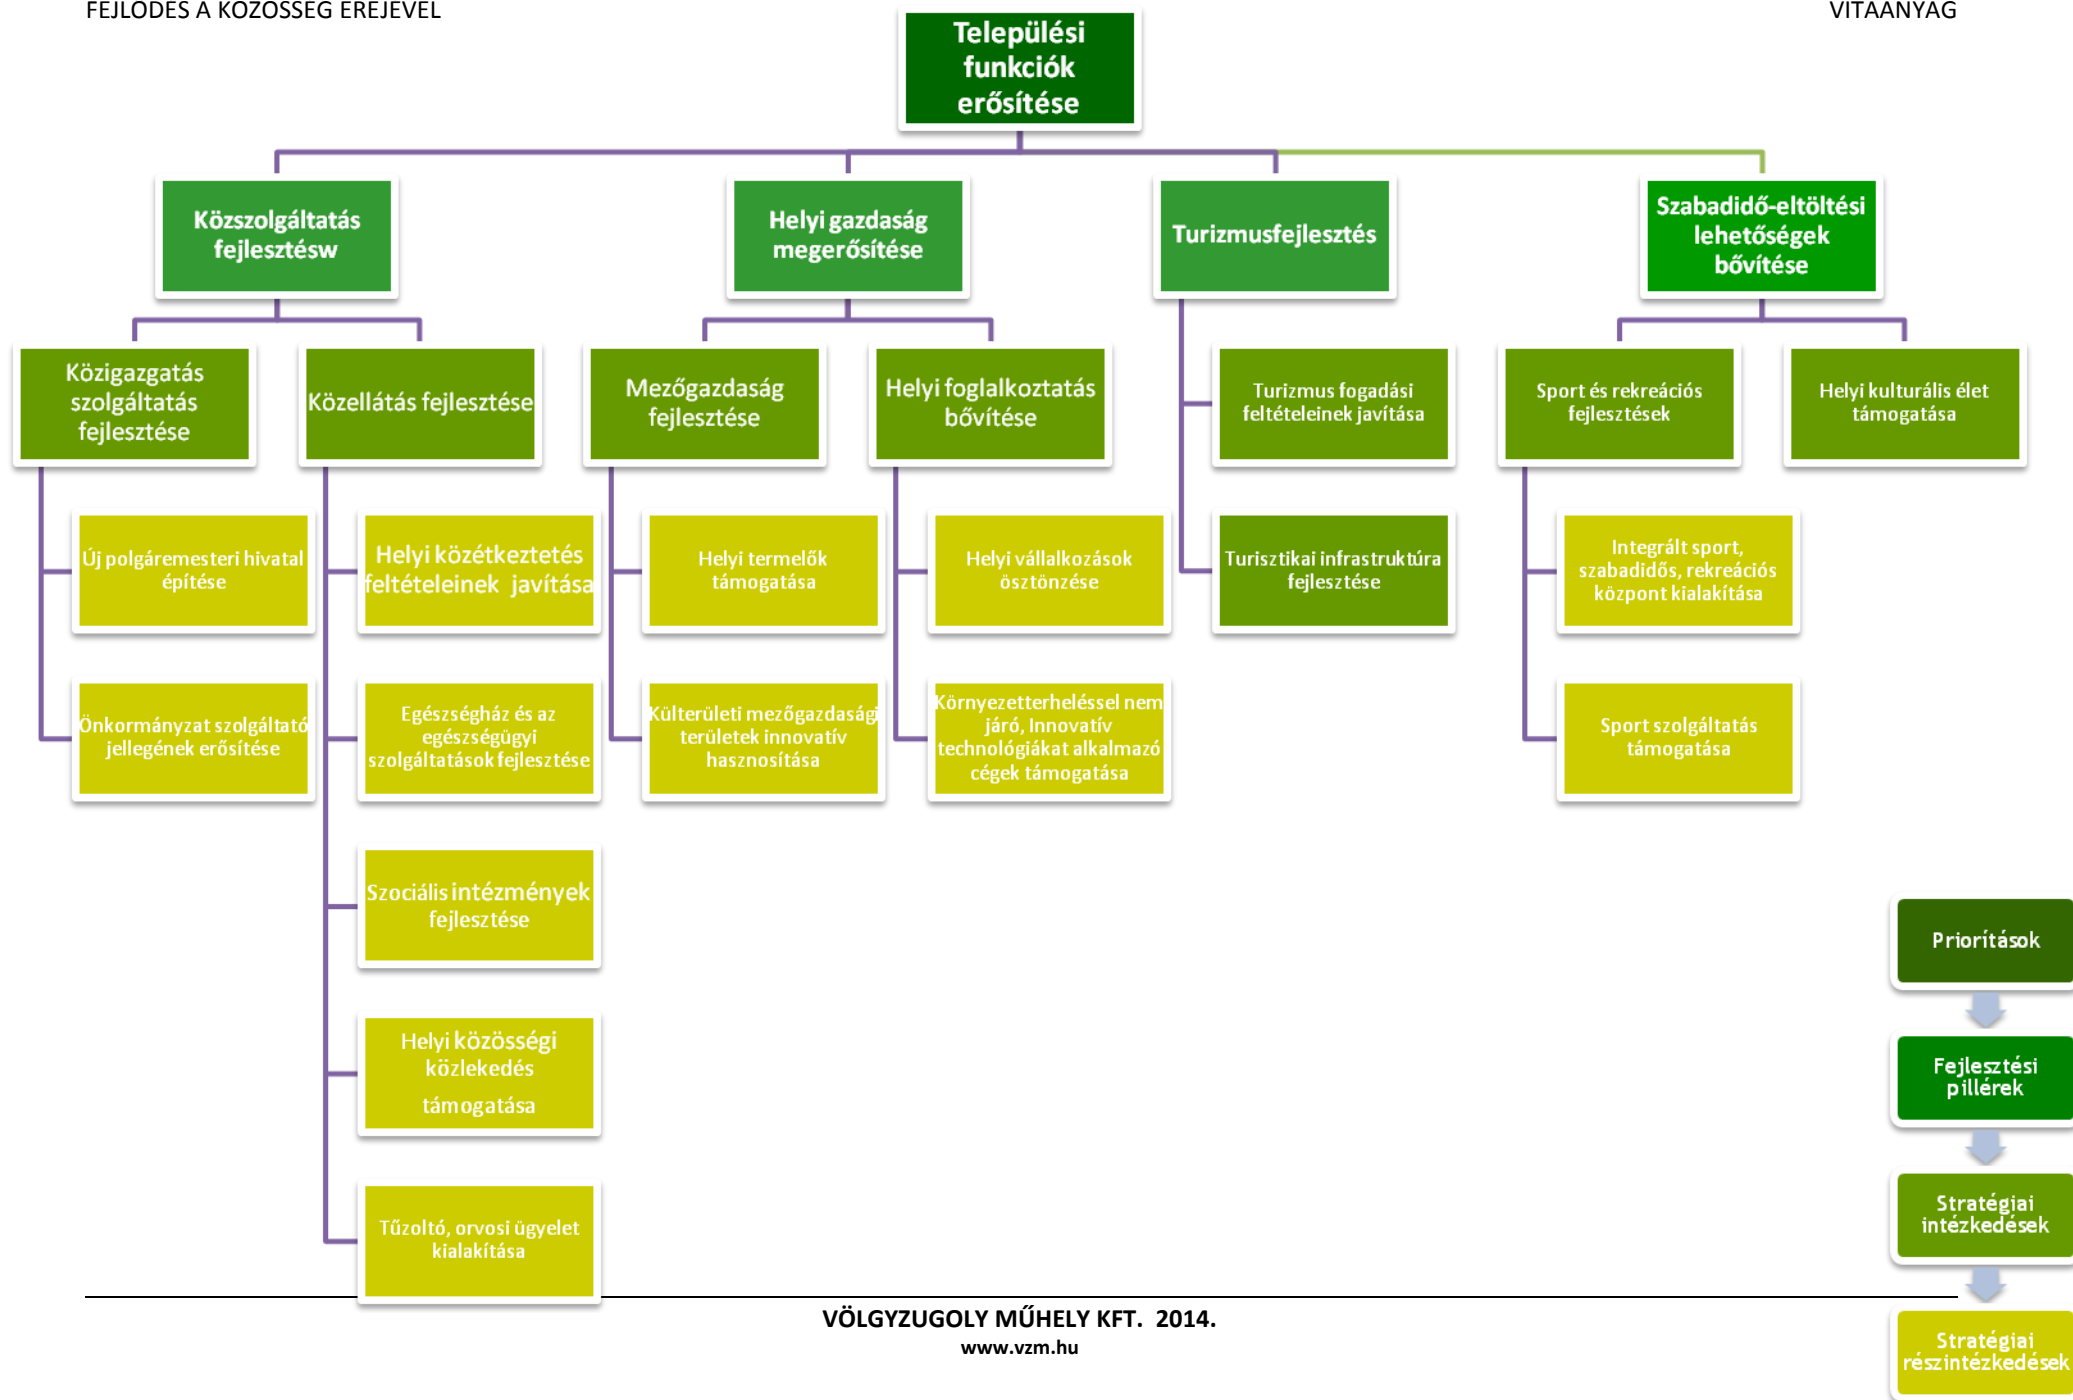 FEJLŐDÉS A KÖZÖSSÉG EREJÉVEL
VITAANYAG
Települési
funkciók
erősítése
Közszolgáltatás
fejlesztésw
Helyi gazdaság
megerősítése
Turizmusfejlesztés
Szabadidő-eltöltési
lehetőségek
bővítése
Közigazgatás
szolgáltatás
fejlesztése
Közellátás fejlesztése
Mezőgazdaság
fejlesztése
Helyi foglalkoztatás
bővítése
Turizmus fogadási
feltételeinek javítása
Sport és rekreációs
fejlesztések
Helyi kulturális élet
támogatása
Új polgáremesteri hivatal
építése
Helyi közétkeztetés
feltételeinek javítása
Helyi termelők
támogatása
Helyi vállalkozások
ösztönzése
Turisztikai infrastruktúra
fejlesztése
Integrált sport,
szabadidős, rekreációs
központ kialakítása
Önkormányzat szolgáltató
jellegének erősítése
Egészségház és az
egészségügyi
szolgáltatások fejlesztése
Külterületi mezőgazdasági
területek innovatív
hasznosítása
Környezetterheléssel nem
járó, Innovatív
technológiákat alkalmazó
cégek támogatása
Sport szolgáltatás
támogatása
Szociális intézmények
fejlesztése
Helyi közösségi
közlekedés
támogatása
Tűzoltó, orvosi ügyelet
kialakítása
Priorítások
Fejlesztési
pillérek
Stratégiai
intézkedések
Stratégiai
részintézkedések
VÖLGYZUGOLY MŰHELY KFT. 2014.
www.vzm.hu